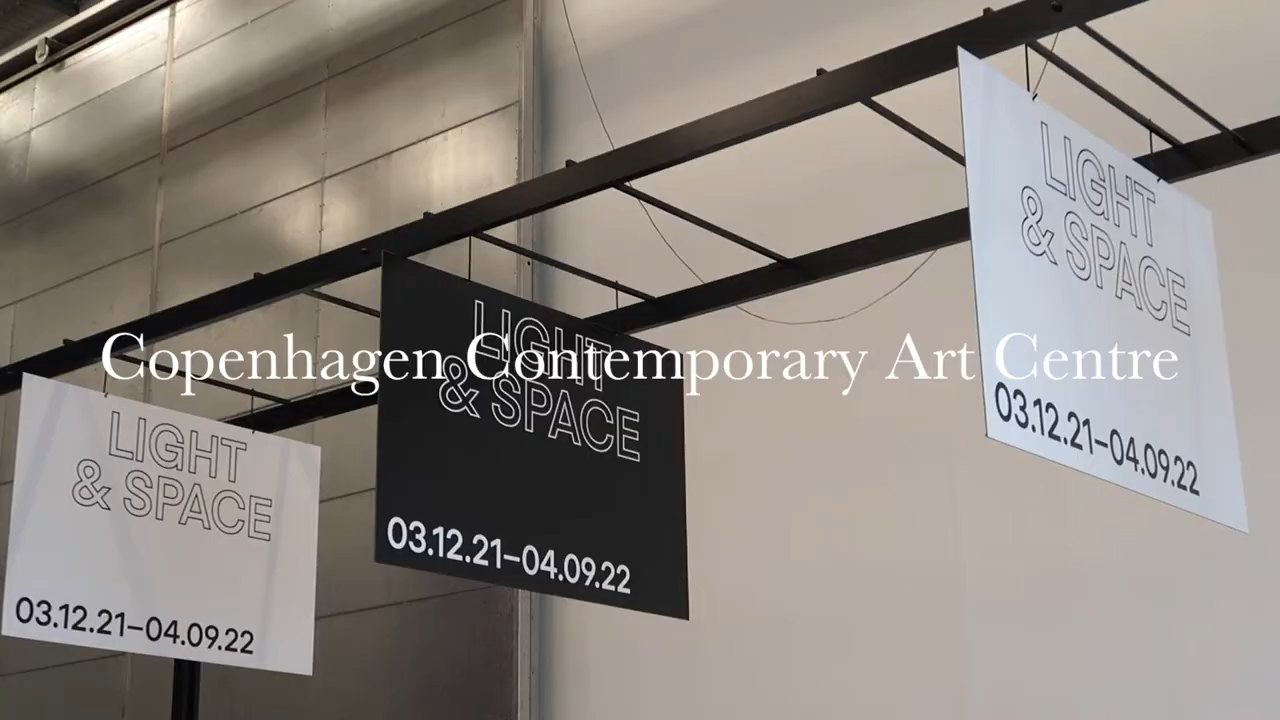 Copenhagen Contemporary Art Centre
LIGHT
& SPACE
03.12.21–04.09.22
LIGHT
& SPACE
03.12.21–04.09.22
LIGHT
& SPACE
03.12.21–04.09.22